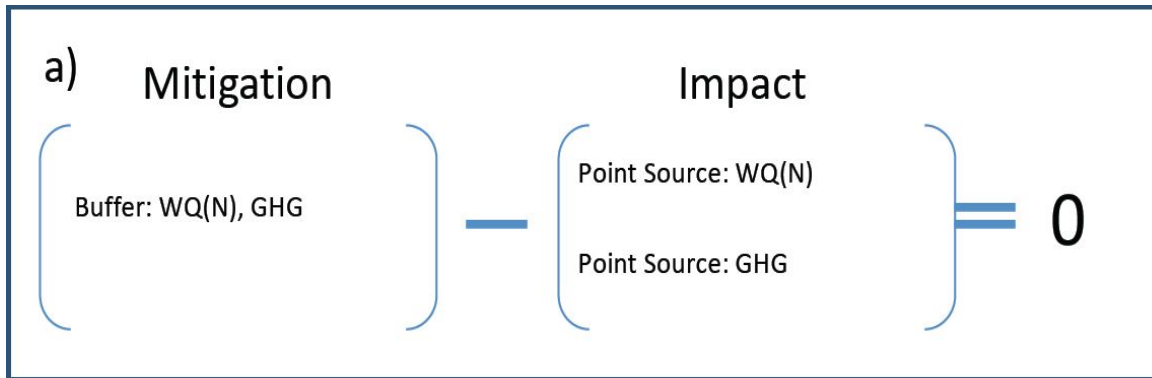 a)
Mitigation
Impact
Buffer: WQ(N), GHG
Point Source: WQ(N)
Point Source: GHG
— = 0